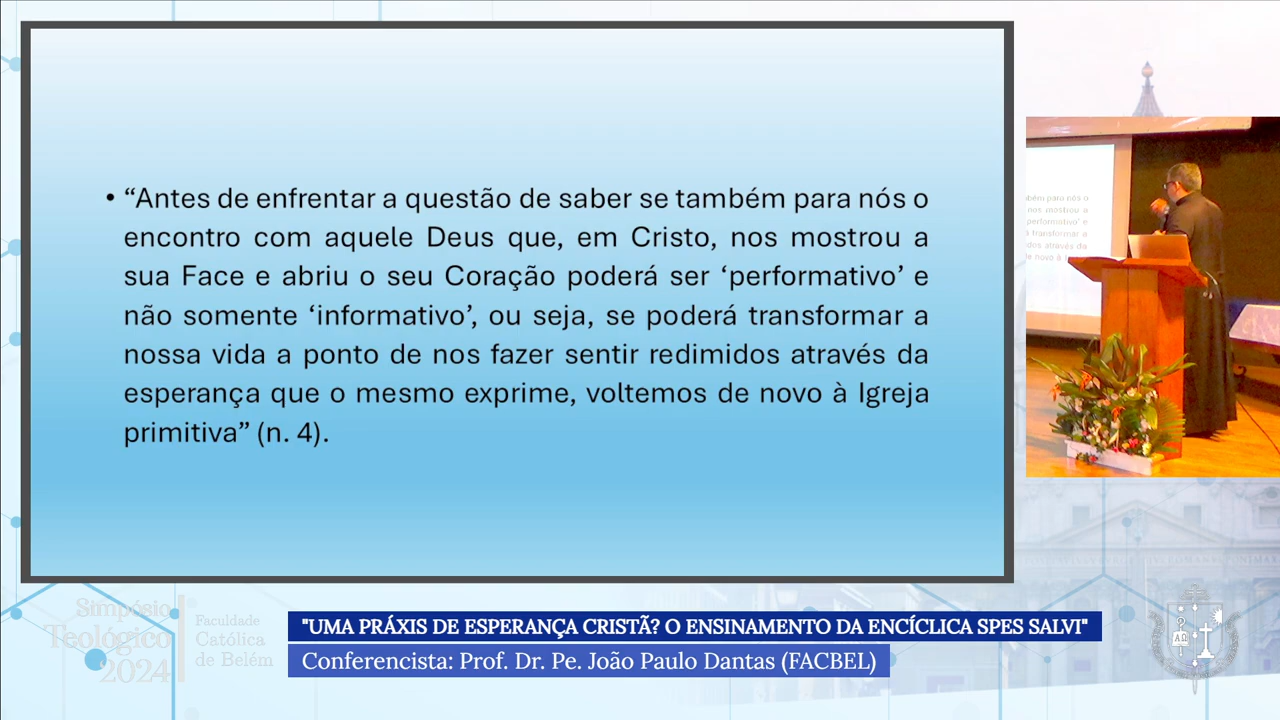 • “Antes de enfrentar a questão de saber se também para nós o
encontro com aquele Deus que, em Cristo, nos mostrou a
sua Face e abriu o seu Coração poderá ser ‘performativo’ e
não somente ‘informativo’, ou seja, se poderá transformar a
nossa vida a ponto de nos fazer sentir redimidos através da
esperança que o mesmo exprime, voltemos de novo à Igreja
primitiva” (n. 4).
Simpósio
Teológico
2024
Faculdade
Católica
de Belém
"UMA PRÁXIS DE ESPERANÇA CRISTÃ? O ENSINAMENTO DA ENCÍCLICA SPES SALVI"
Conferencista: Prof. Dr. Pe. João Paulo Dantas (FACBEL)